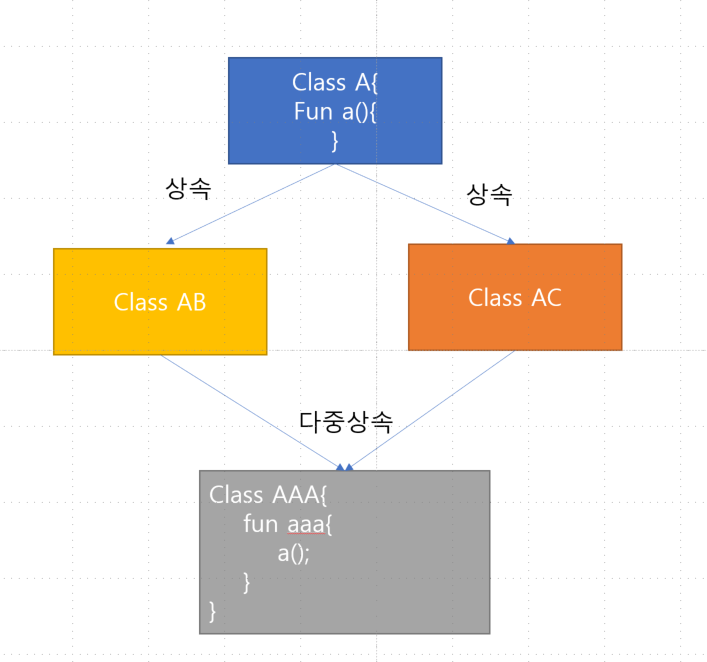 Class A{
Fun a(){
}
상속
상속
Class AB
Class AC
다중상속
Class AAA{
fun aaa{
a();
}
}